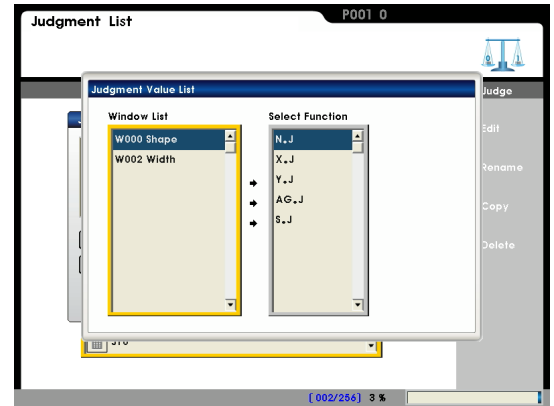 Judgment List
P001 0
Judgment Value List
Judge
Window List
Select Function
W000 Shape
W002 Width
N.J
X.J
Y.J
AG.J
S.J
Edit
Rename
Copy
Delete
[002/256] 3 %